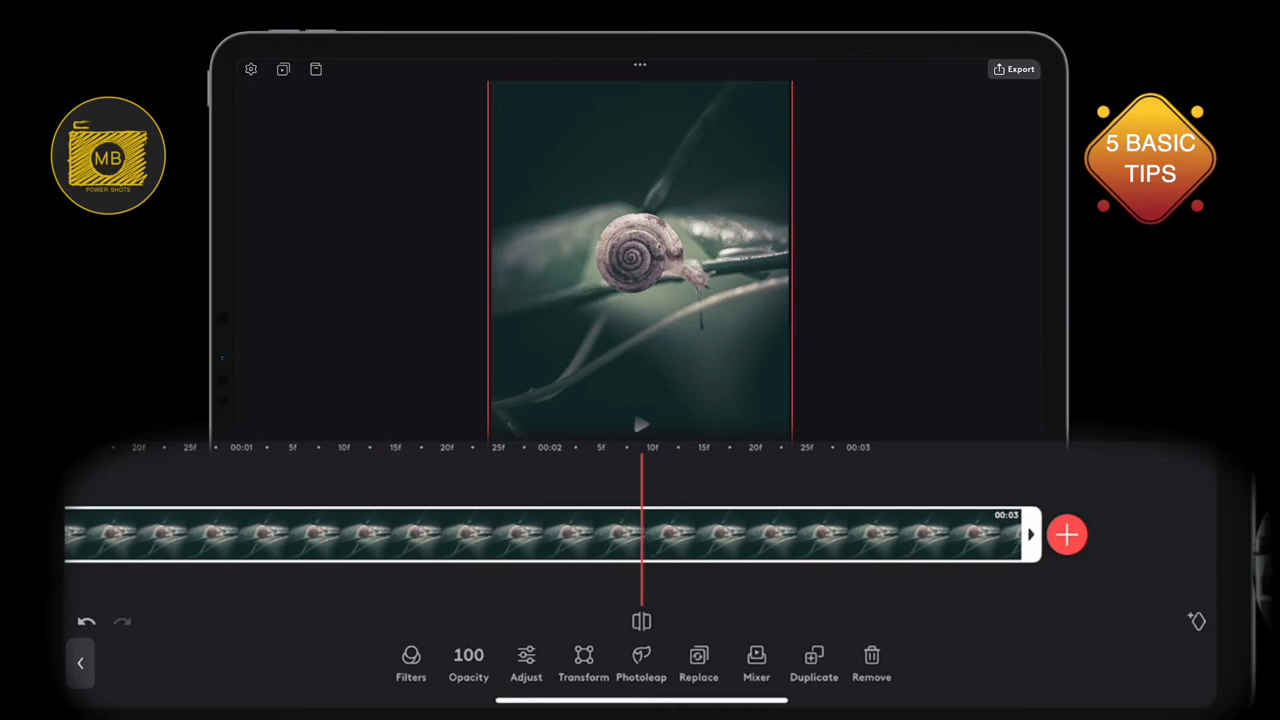 Export
MB
POWER SHOTS
5 BASIC
TIPS
20f 25f 00:01 5f 10f 15f 20f 25f 00:02 5f 10f 15f 20f 25f 00:03
00:03
100
Filters Opacity Adjust Transform Photoleap Replace Mixer Duplicate Remove